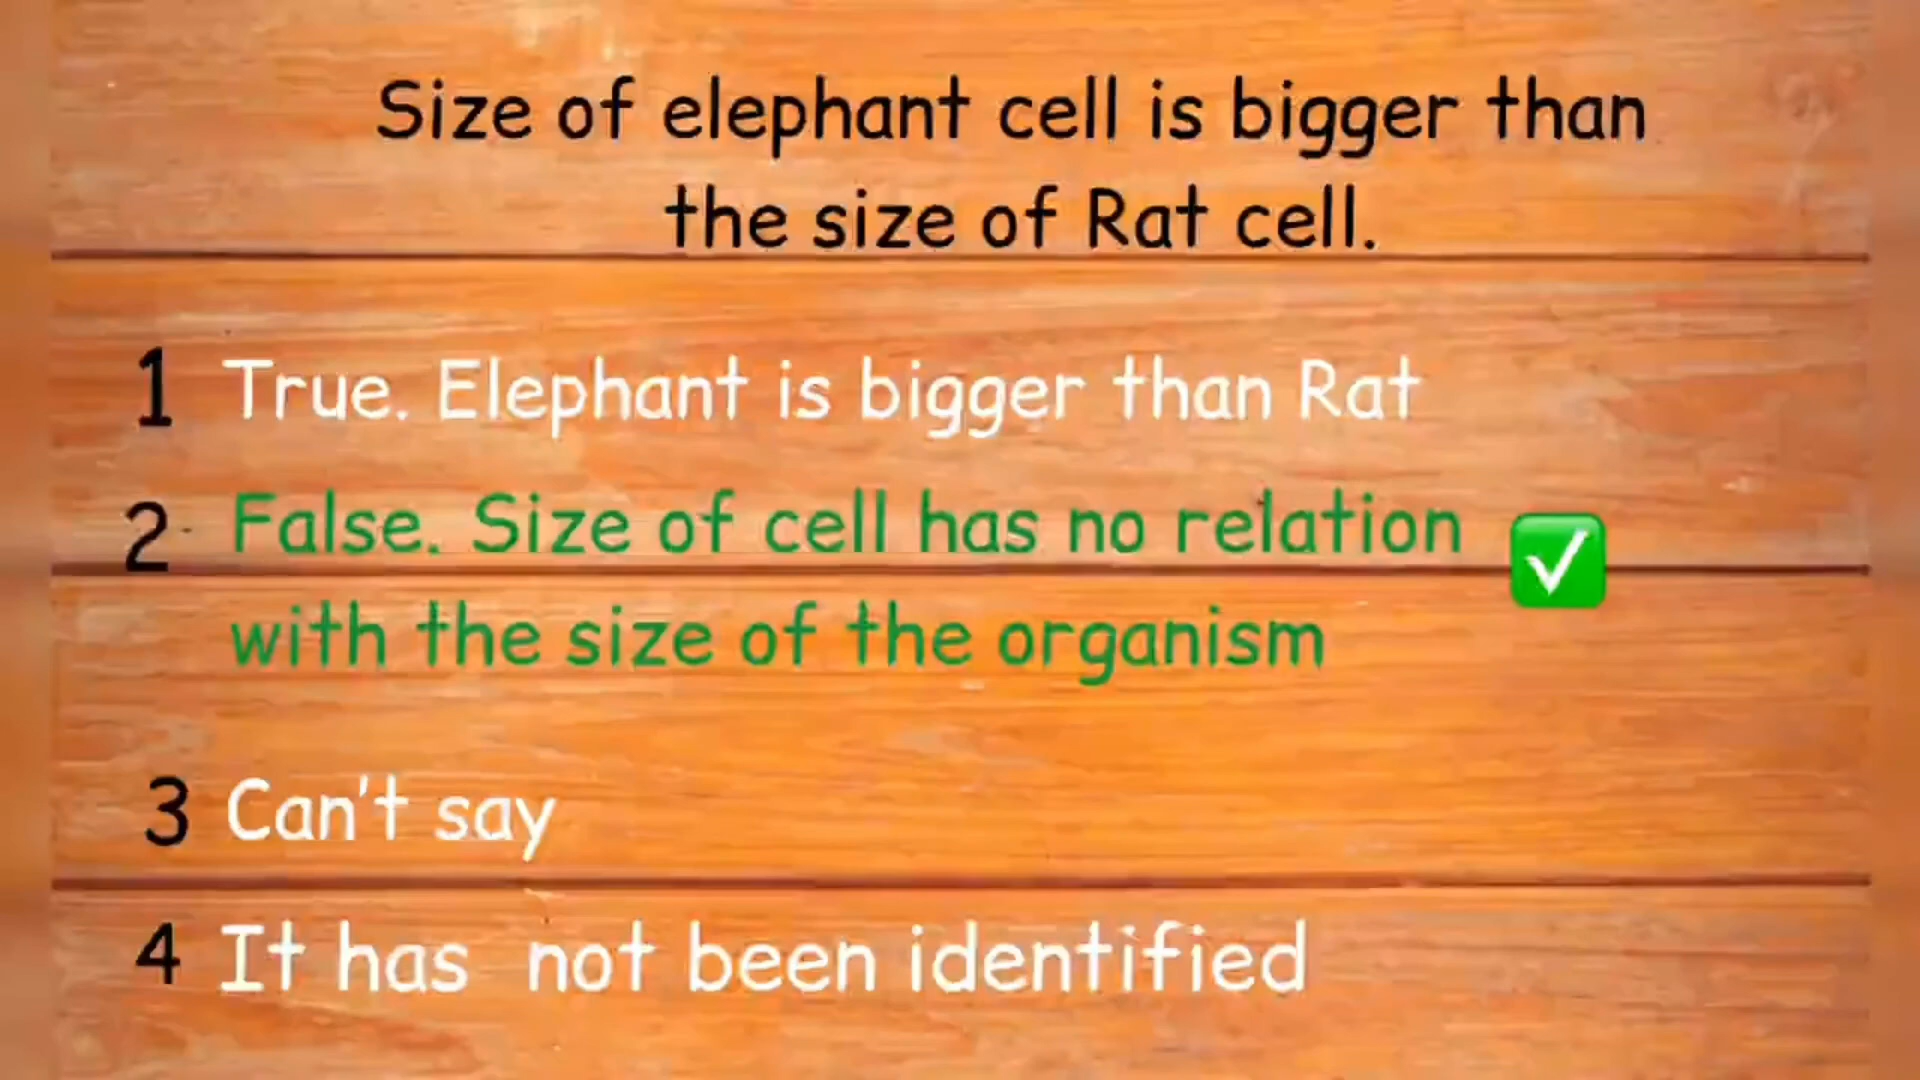 Size of elephant cell is bigger than
the size of Rat cell.
1 True. Elephant is bigger than Rat
2 False. Size of cell has no relation
with the size of the organism
3 Can't say
4 It has not been identified